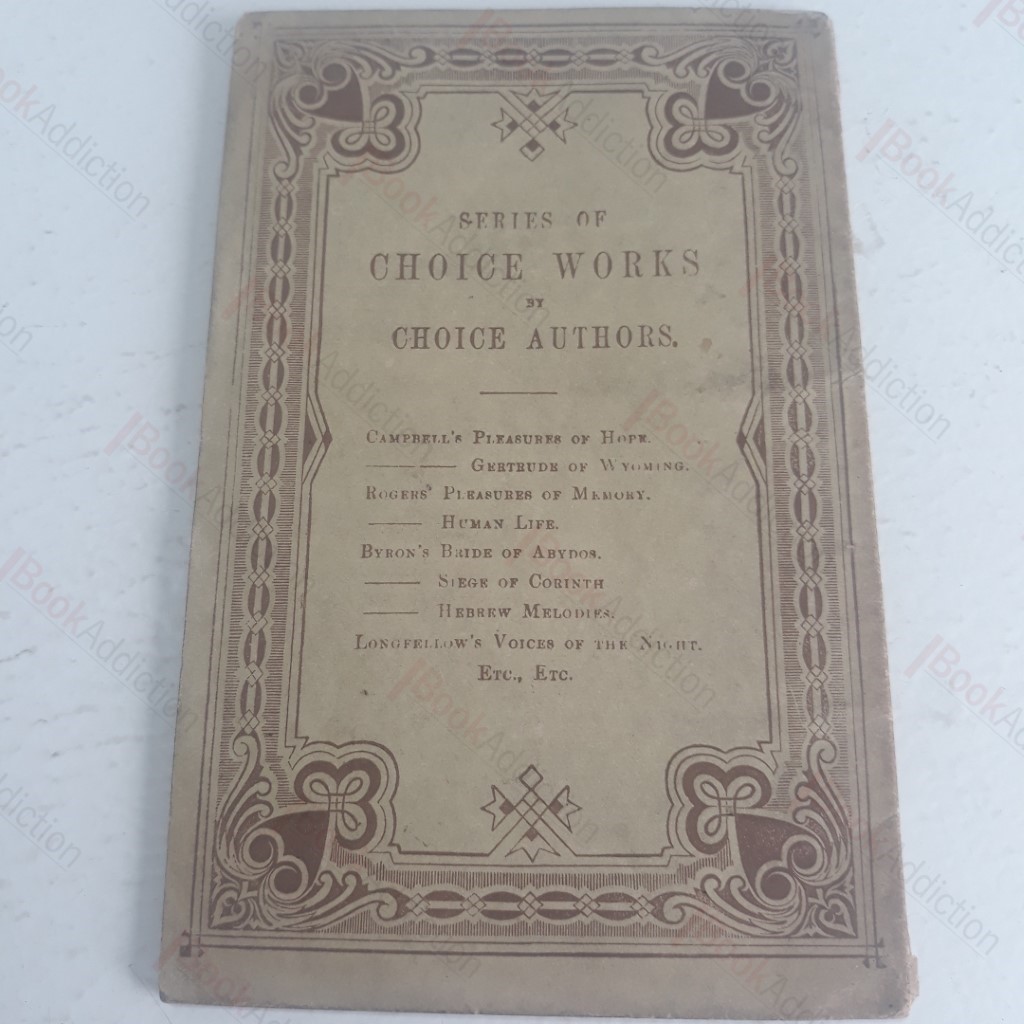 SERIES OF
CHOICE WORKS
BY
CHOICE AUTHORS.
CAMPBELL'S PLEASURES OF HOPE.
——— GERTRUDE OF WYOMING.
ROGERS' PLEASURES OF MEMORY.
—— HUMAN LIFE.
BYRON'S BRIDE OF ABYDOS.
—— SIEGE OF CORINTH
—— HEBREW MELODIES.
LONGFELLOW'S VOICES OF THE NIGHT.
ETC., ETC.
BookAddiction